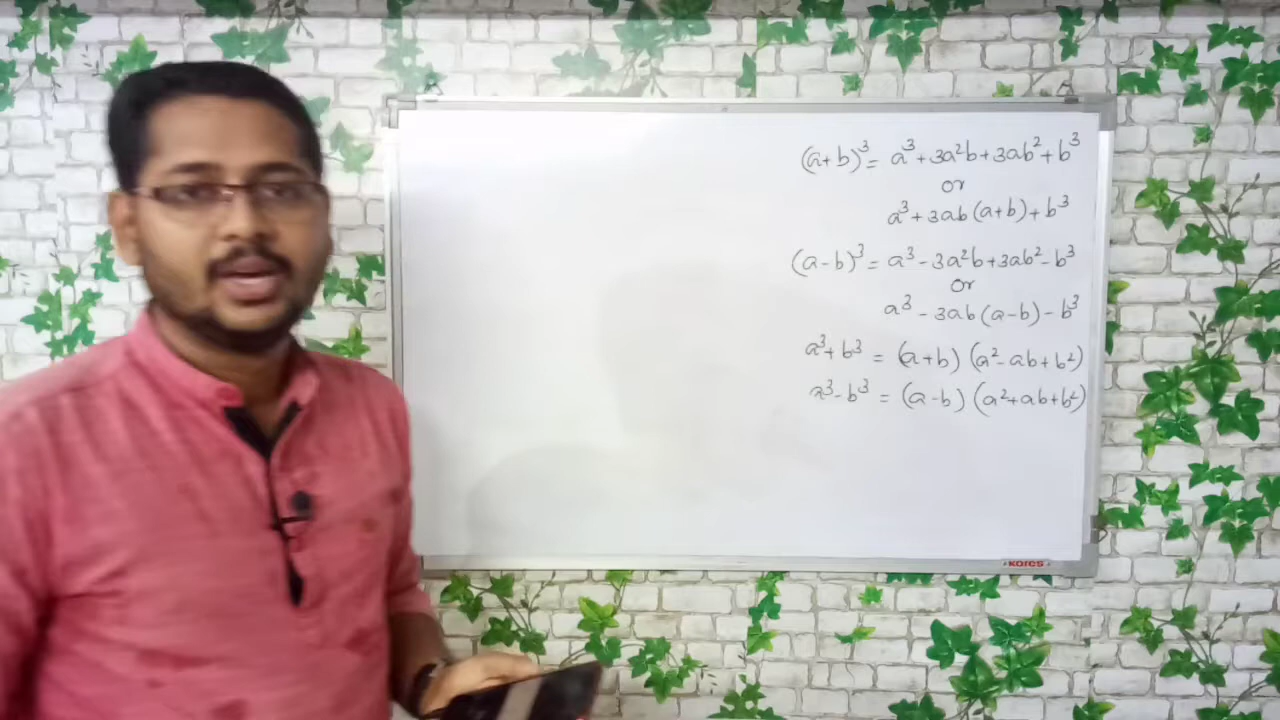 (a+b)³ = a³+3a²b+3ab²+b³
or
a³+3ab(a+b)+b³
(a-b)³ = a³-3a²b+3ab²-b³
or
a³-3ab(a-b)-b³
a³+b³ = (a+b) (a²-ab+b²)
a³-b³ = (a-b) (a²+ab+b²)
KORES